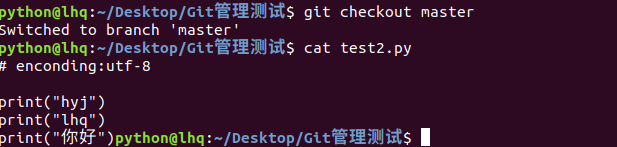 python@lhq:~/Desktop/Git管理测试$ git checkout master
Switched to branch 'master'
python@lhq:~/Desktop/Git管理测试$ cat test2.py
# enconding:utf-8
print("hyj")
print("lhq")
print("你好")python@lhq:~/Desktop/Git管理测试$